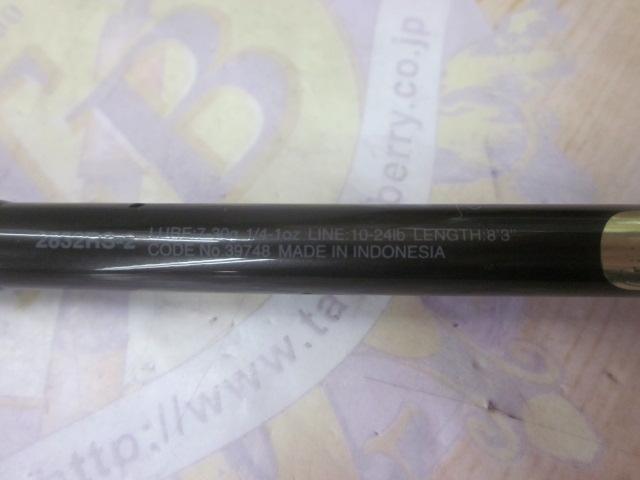 TB
2832HS-2
LURE:7-30g 1/4-1oz LINE:10-24lb LENGTH:8'3"
CODE No.39748 MADE IN INDONESIA
http://www.ta
berry.co.jp